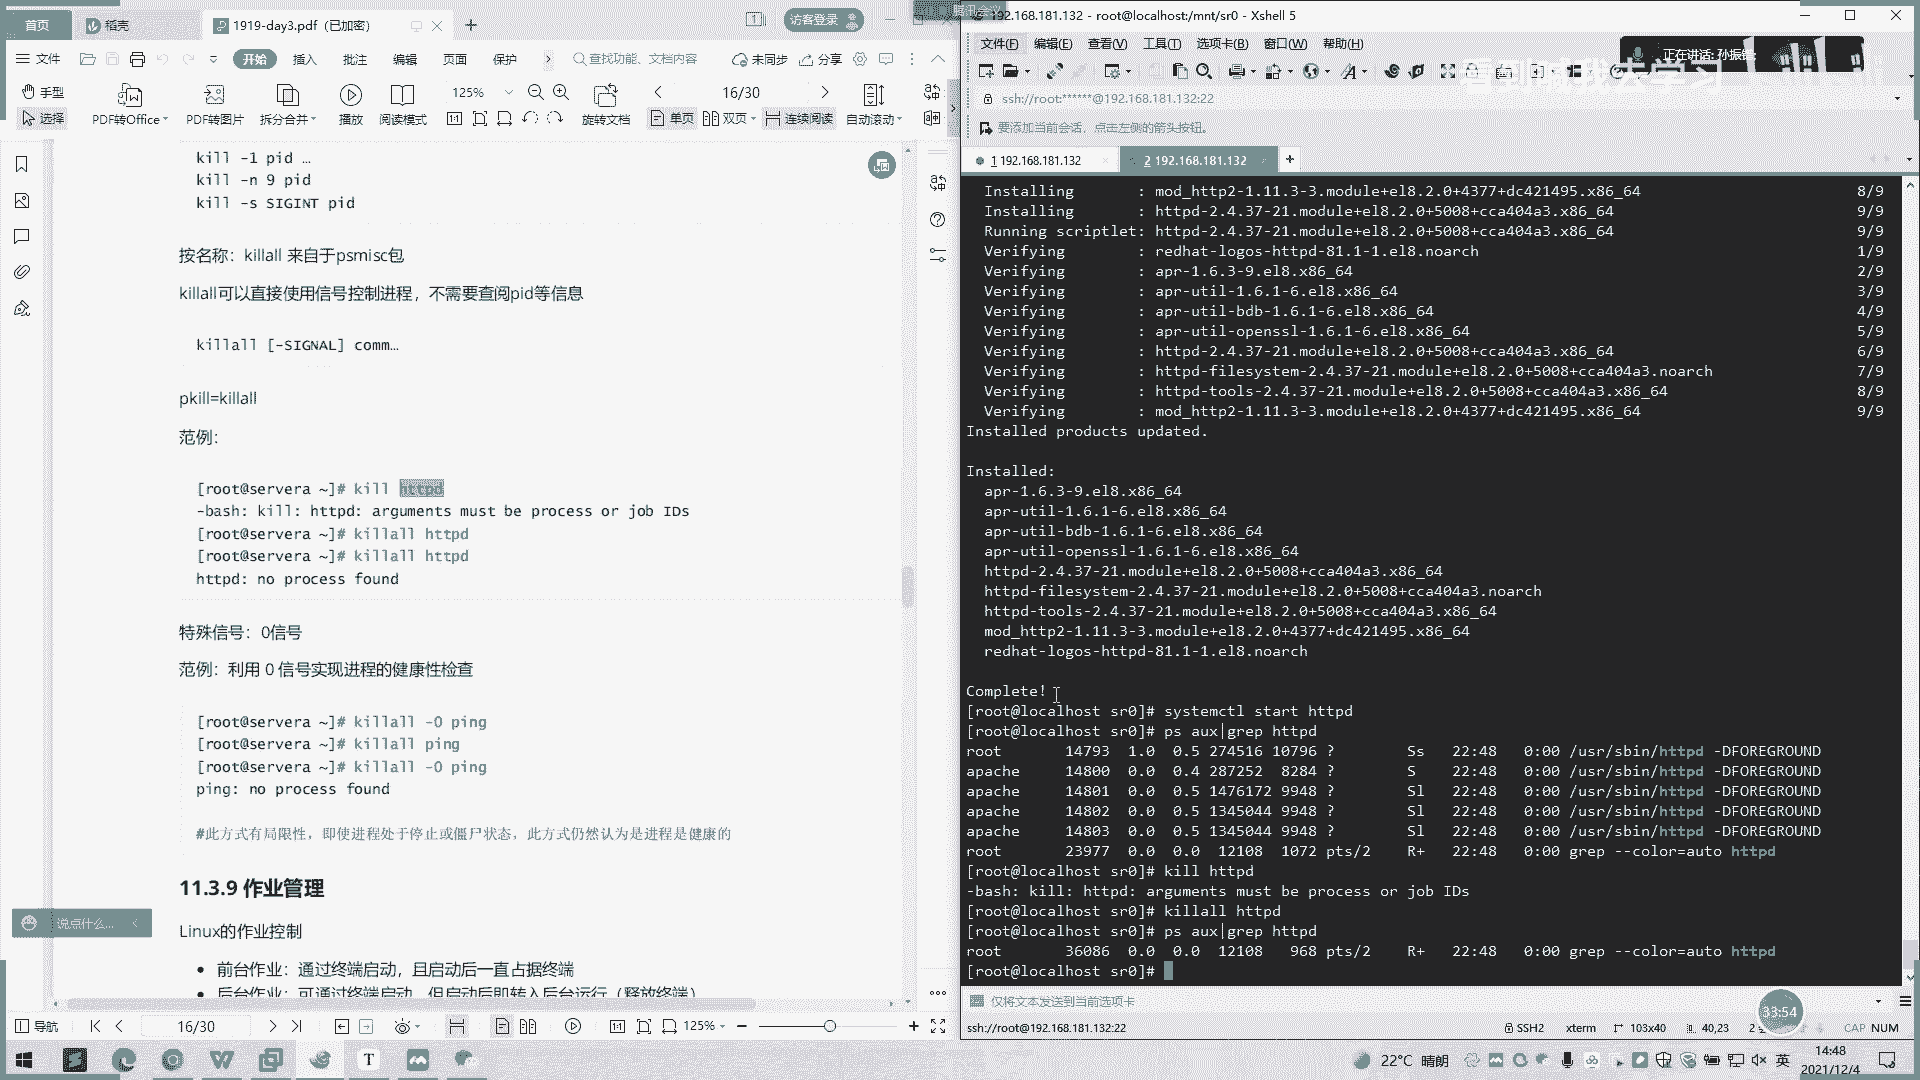 首页
稻壳
1919-day3.pdf（已加密）
访客登录
腾讯会议
文件
开始
插入
批注
编辑
页面
保护
查找功能、文档内容
未同步
分享
手型
选择
PDF转Office
PDF转图片
拆分合并
播放
阅读模式
125%
旋转文档
16/30
单页
双页
连续阅读
自动滚动
kill -1 pid …
kill -n 9 pid
kill -s SIGINT pid
按名称：killall 来自于psmisc包
killall可以直接使用信号控制进程，不需要查阅pid等信息
killall [-SIGNAL] comm…
pkill=killall
范例：
[root@servera ~]# kill httpd
-bash: kill: httpd: arguments must be process or job IDs
[root@servera ~]# killall httpd
[root@servera ~]# killall httpd
httpd: no process found
特殊信号：0信号
范例：利用 0 信号实现进程的健康性检查
[root@servera ~]# killall -0 ping
[root@servera ~]# killall ping
[root@servera ~]# killall -0 ping
ping: no process found
#此方式有局限性，即使进程处于停止或僵尸状态，此方式仍然认为是进程是健康的
11.3.9 作业管理
Linux的作业控制
• 前台作业：通过终端启动，且启动后一直占据终端
• 后台作业：可通过终端启动，但启动后即转入后台运行（释放终端）
说点什么...
导航
16/30
125%
192.168.181.132 - root@localhost:/mnt/sr0 - Xshell 5
文件(F)
编辑(E)
查看(V)
工具(T)
选项卡(B)
窗口(W)
帮助(H)
正在讲话: 孙振
ssh://root:******@192.168.181.132:22
要添加当前会话，点击左侧的箭头按钮。
1 192.168.181.132
2 192.168.181.132
Installing : mod_http2-1.11.3-3.module+el8.2.0+4377+dc421495.x86_64 8/9
Installing : httpd-2.4.37-21.module+el8.2.0+5008+cca404a3.x86_64 9/9
Running scriptlet: httpd-2.4.37-21.module+el8.2.0+5008+cca404a3.x86_64 9/9
Verifying : redhat-logos-httpd-81.1-1.el8.noarch 1/9
Verifying : apr-1.6.3-9.el8.x86_64 2/9
Verifying : apr-util-1.6.1-6.el8.x86_64 3/9
Verifying : apr-util-bdb-1.6.1-6.el8.x86_64 4/9
Verifying : apr-util-openssl-1.6.1-6.el8.x86_64 5/9
Verifying : httpd-2.4.37-21.module+el8.2.0+5008+cca404a3.x86_64 6/9
Verifying : httpd-filesystem-2.4.37-21.module+el8.2.0+5008+cca404a3.noarch 7/9
Verifying : httpd-tools-2.4.37-21.module+el8.2.0+5008+cca404a3.x86_64 8/9
Verifying : mod_http2-1.11.3-3.module+el8.2.0+4377+dc421495.x86_64 9/9
Installed products updated.
Installed:
apr-1.6.3-9.el8.x86_64
apr-util-1.6.1-6.el8.x86_64
apr-util-bdb-1.6.1-6.el8.x86_64
apr-util-openssl-1.6.1-6.el8.x86_64
httpd-2.4.37-21.module+el8.2.0+5008+cca404a3.x86_64
httpd-filesystem-2.4.37-21.module+el8.2.0+5008+cca404a3.noarch
httpd-tools-2.4.37-21.module+el8.2.0+5008+cca404a3.x86_64
mod_http2-1.11.3-3.module+el8.2.0+4377+dc421495.x86_64
redhat-logos-httpd-81.1-1.el8.noarch
Complete!
[root@localhost sr0]# systemctl start httpd
[root@localhost sr0]# ps aux|grep httpd
root 14793 1.0 0.5 274516 10796 ? Ss 22:48 0:00 /usr/sbin/httpd -DFOREGROUND
apache 14800 0.0 0.4 287252 8284 ? S 22:48 0:00 /usr/sbin/httpd -DFOREGROUND
apache 14801 0.0 0.5 1476172 9948 ? Sl 22:48 0:00 /usr/sbin/httpd -DFOREGROUND
apache 14802 0.0 0.5 1345044 9948 ? Sl 22:48 0:00 /usr/sbin/httpd -DFOREGROUND
apache 14803 0.0 0.5 1345044 9948 ? Sl 22:48 0:00 /usr/sbin/httpd -DFOREGROUND
root 23977 0.0 0.0 12108 1072 pts/2 R+ 22:48 0:00 grep --color=auto httpd
[root@localhost sr0]# kill httpd
-bash: kill: httpd: arguments must be process or job IDs
[root@localhost sr0]# killall httpd
[root@localhost sr0]# ps aux|grep httpd
root 36086 0.0 0.0 12108 968 pts/2 R+ 22:48 0:00 grep --color=auto httpd
[root@localhost sr0]#
仅将文本发送到当前选项卡
33:54
ssh://root@192.168.181.132:22
SSH2
xterm
103x40
40,23
CAP NUM
22°C 晴朗
英
14:48
2021/12/4